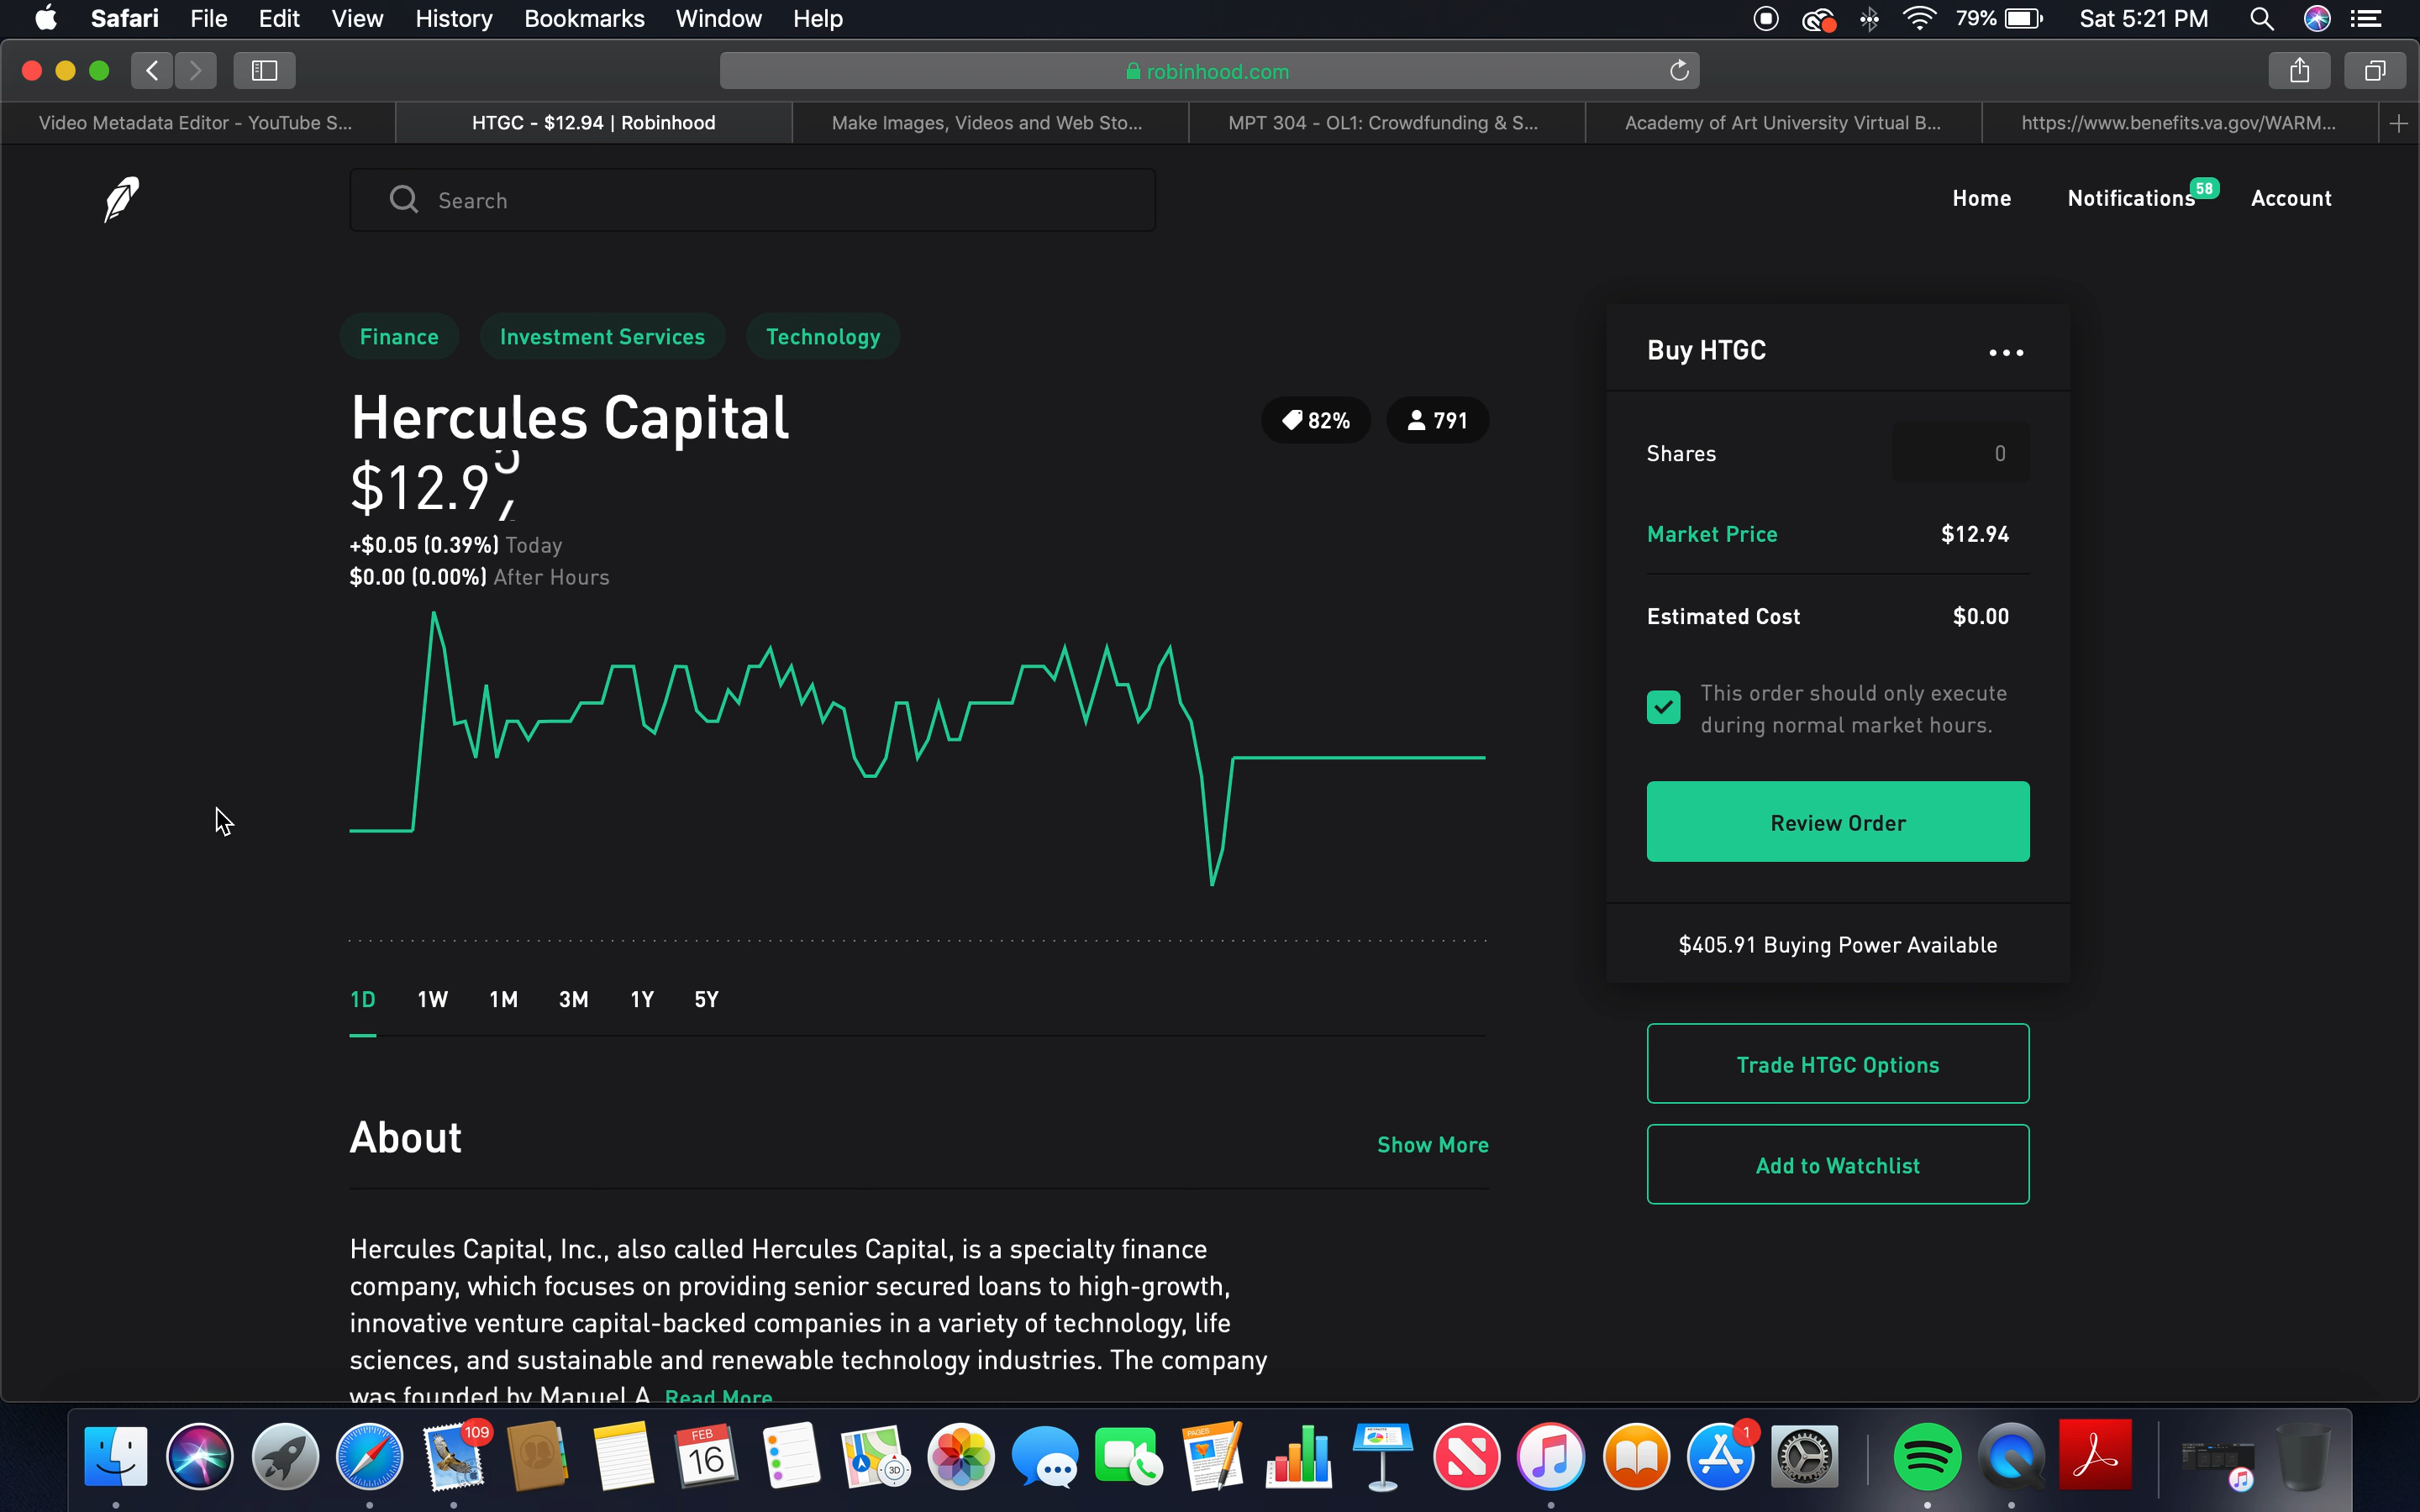 Safari File Edit View History Bookmarks Window Help 79% Sat 5:21 PM
robinhood.com
Video Metadata Editor - YouTube S... HTGC - $12.94 | Robinhood Make Images, Videos and Web Sto... MPT 304 - OL1: Crowdfunding & S... Academy of Art University Virtual B... https://www.benefits.va.gov/WARM...
Search Home Notifications 58 Account
Finance Investment Services Technology
Hercules Capital 82% 791
$12.9
+$0.05 (0.39%) Today
$0.00 (0.00%) After Hours
1D 1W 1M 3M 1Y 5Y
About Show More
Hercules Capital, Inc., also called Hercules Capital, is a specialty finance
company, which focuses on providing senior secured loans to high-growth,
innovative venture capital-backed companies in a variety of technology, life
sciences, and sustainable and renewable technology industries. The company
was founded by Manuel A Read More
Buy HTGC
Shares 0
Market Price $12.94
Estimated Cost $0.00
This order should only execute
during normal market hours.
Review Order
$405.91 Buying Power Available
Trade HTGC Options
Add to Watchlist
109 FEB 16 3D PAGES 1